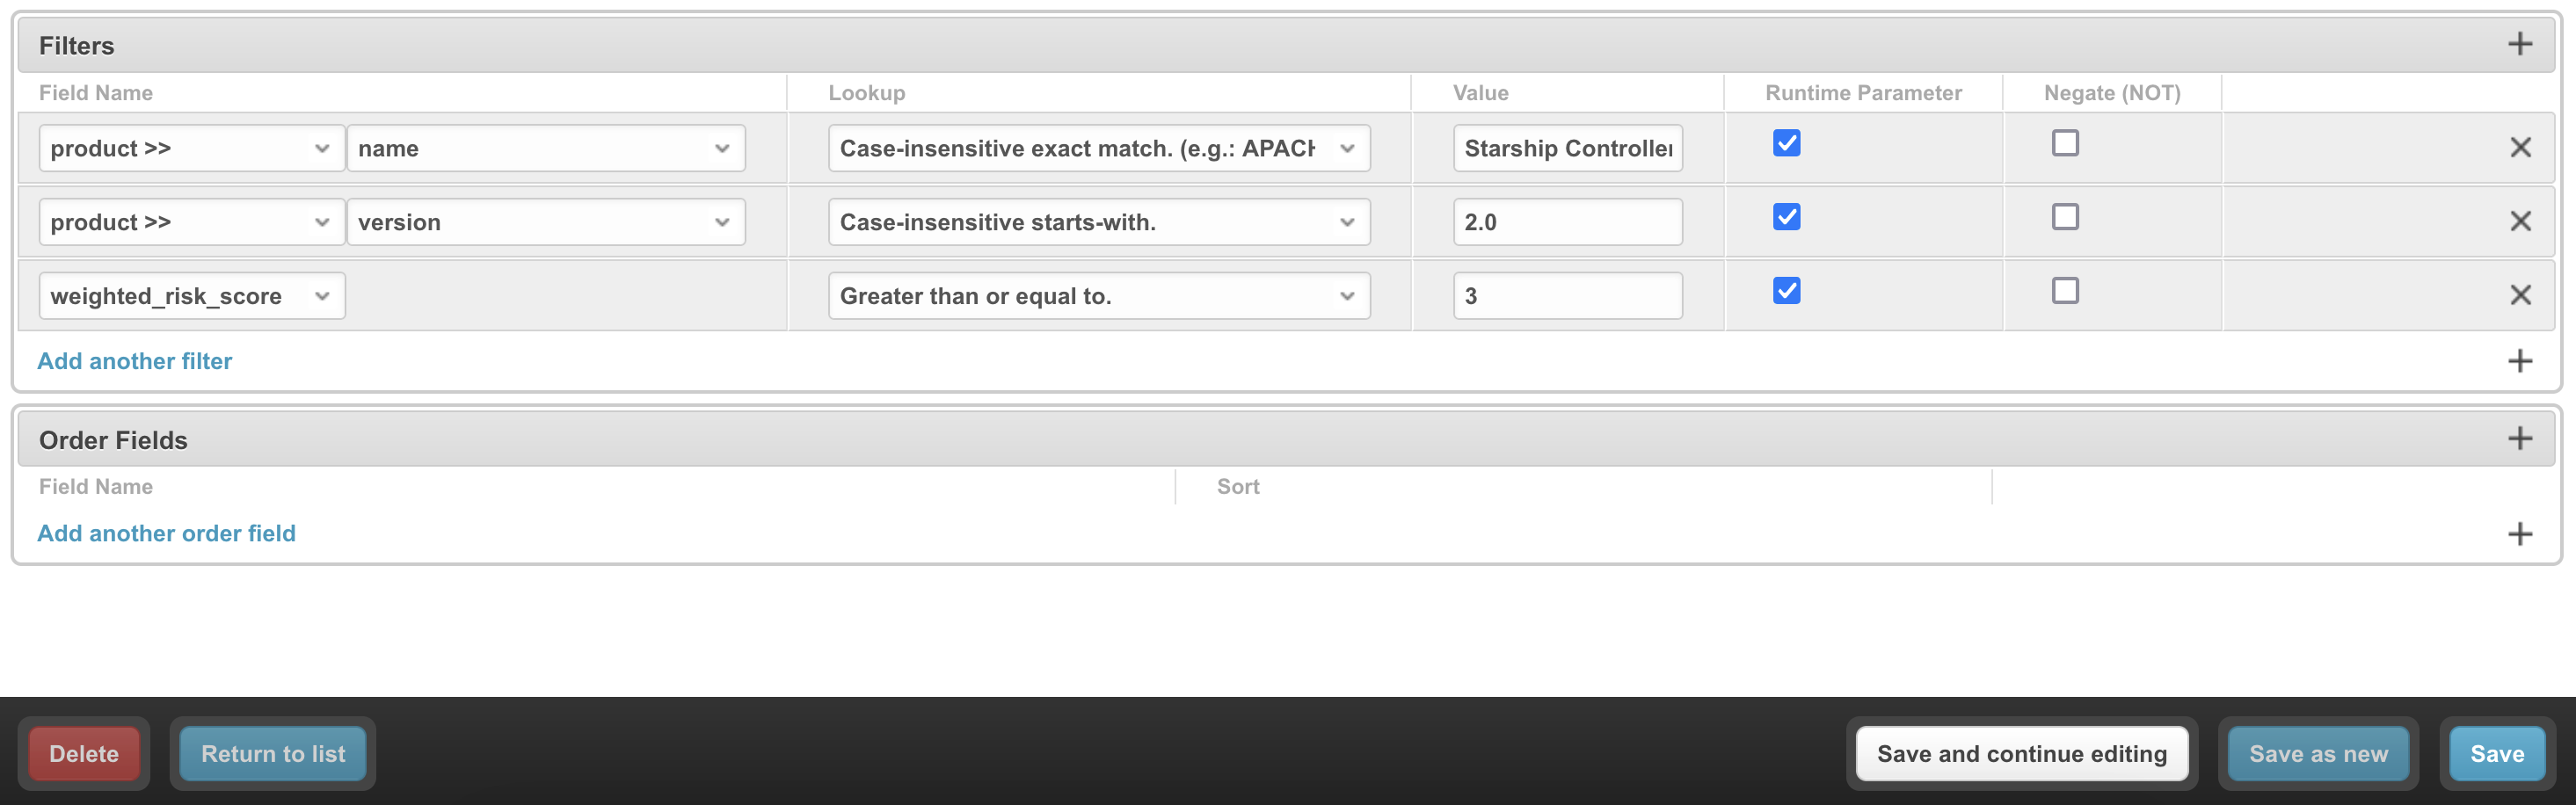 Filters
Field Name Lookup Value Runtime Parameter Negate (NOT)
product >> name Case-insensitive exact match. (e.g.: APACH Starship Controller
product >> version Case-insensitive starts-with. 2.0
weighted_risk_score Greater than or equal to. 3
Add another filter
Order Fields
Field Name Sort
Add another order field
Delete Return to list Save and continue editing Save as new Save